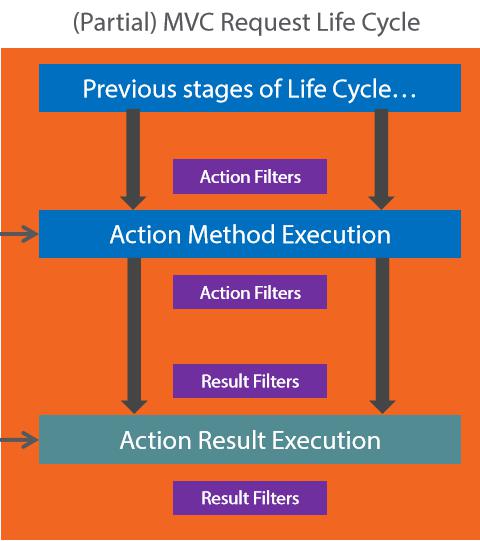 (Partial) MVC Request Life Cycle
Previous stages of Life Cycle…
Action Filters
Action Method Execution
Action Filters
Result Filters
Action Result Execution
Result Filters